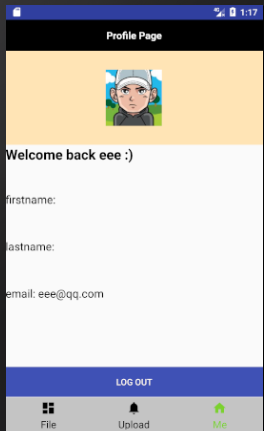 1:17
Profile Page
Welcome back eee :)
firstname:
lastname:
email: eee@qq.com
LOG OUT
File Upload Me